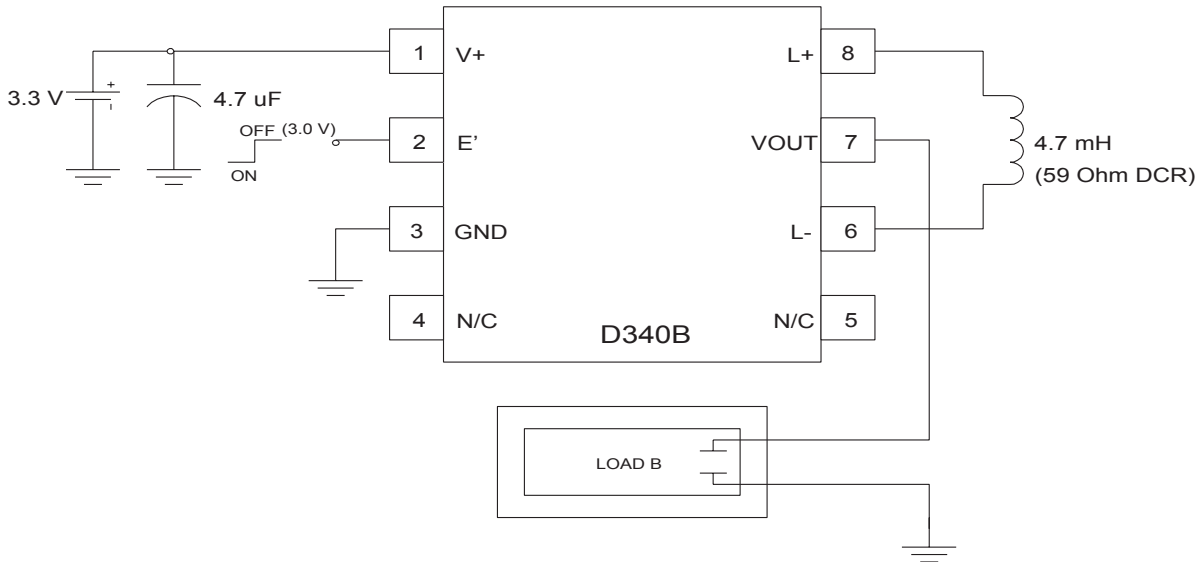 1 V+
L+ 8
+
3.3 V
4.7 uF
OFF (3.0 V)
ON
2 E'
VOUT 7
4.7 mH
(59 Ohm DCR)
3 GND
L- 6
4 N/C
N/C 5
D340B
LOAD B